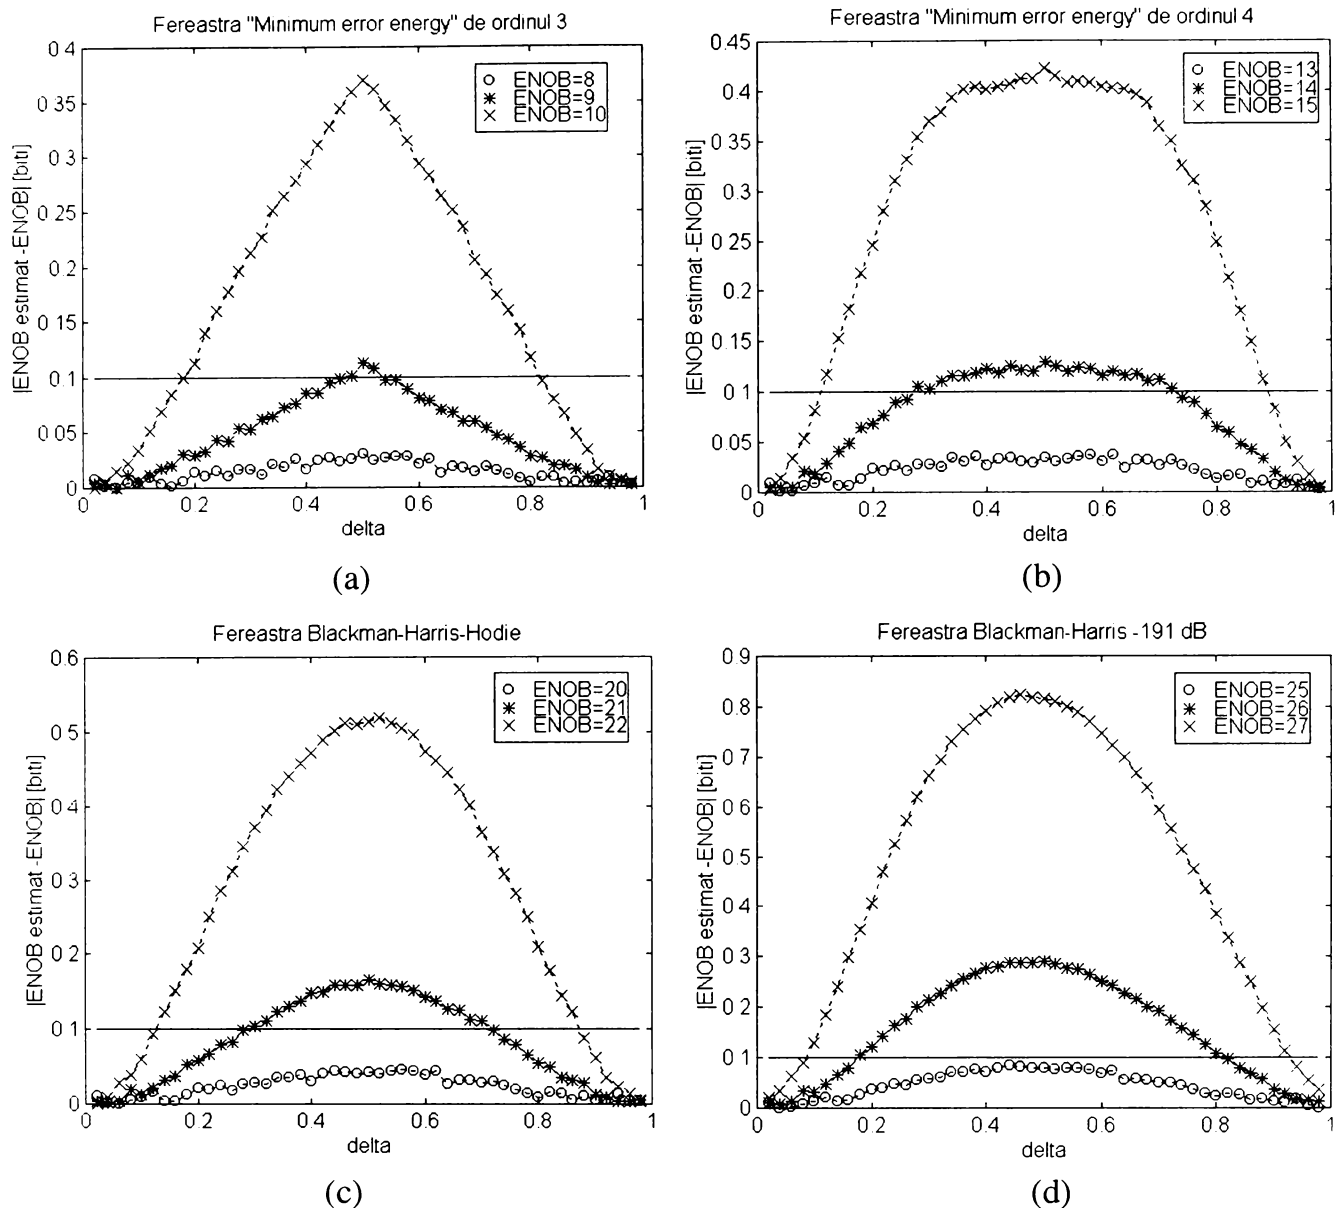 Fereastra "Minimum error energy" de ordinul 3
0.4
0.35
0.3
0.25
0.2
0.15
0.1
0.05
0
|ENOB estimat -ENOB| [biti]
ENOB=8
ENOB=9
ENOB=10
0 0.2 0.4 0.6 0.8 1
delta
(a)
Fereastra "Minimum error energy" de ordinul 4
0.45
0.4
0.35
0.3
0.25
0.2
0.15
0.1
0.05
0
|ENOB estimat -ENOB| [biti]
ENOB=13
ENOB=14
ENOB=15
0 0.2 0.4 0.6 0.8 1
delta
(b)
Fereastra Blackman-Harris-Hodie
0.6
0.5
0.4
0.3
0.2
0.1
0
|ENOB estimat -ENOB| [biti]
ENOB=20
ENOB=21
ENOB=22
0 0.2 0.4 0.6 0.8 1
delta
(c)
Fereastra Blackman-Harris -191 dB
0.9
0.8
0.7
0.6
0.5
0.4
0.3
0.2
0.1
0
|ENOB estimat -ENOB| [biti]
ENOB=25
ENOB=26
ENOB=27
0 0.2 0.4 0.6 0.8 1
delta
(d)